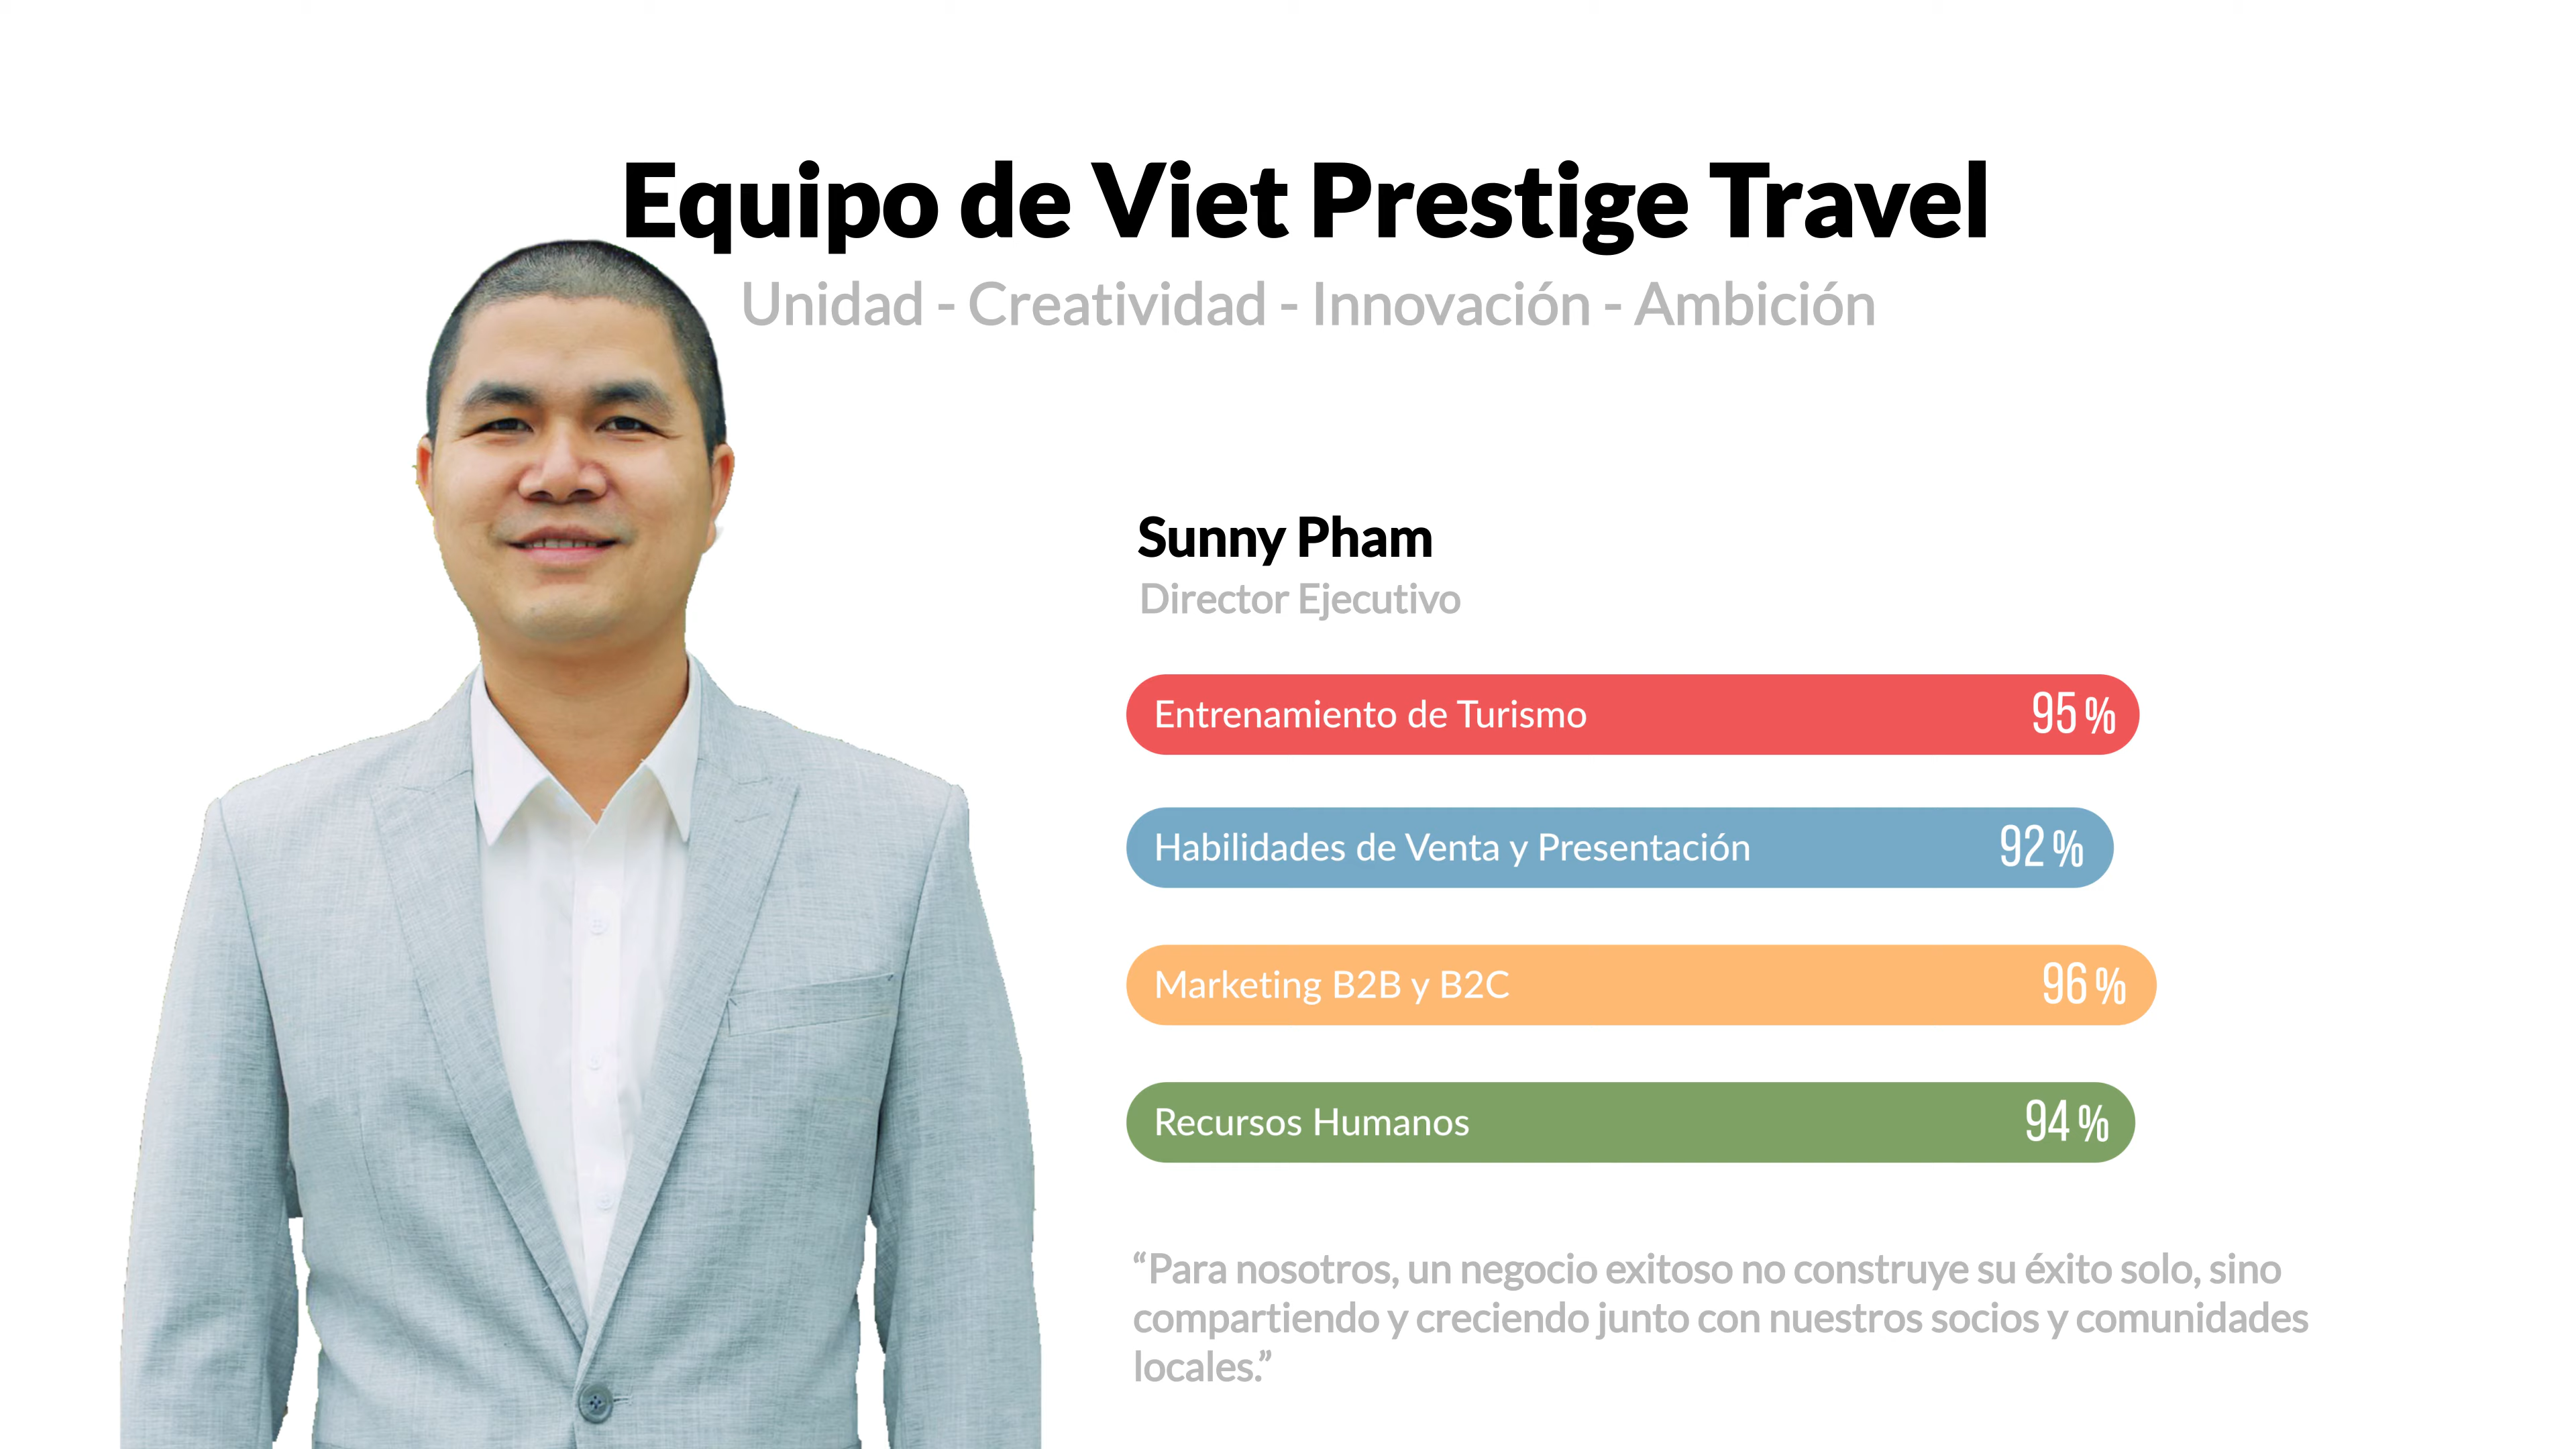 Equipo de Viet Prestige Travel
Unidad - Creatividad - Innovación - Ambición
Sunny Pham
Director Ejecutivo
Entrenamiento de Turismo 95 %
Habilidades de Venta y Presentación 92 %
Marketing B2B y B2C 96 %
Recursos Humanos 94 %
“Para nosotros, un negocio exitoso no construye su éxito solo, sino
compartiendo y creciendo junto con nuestros socios y comunidades
locales.”